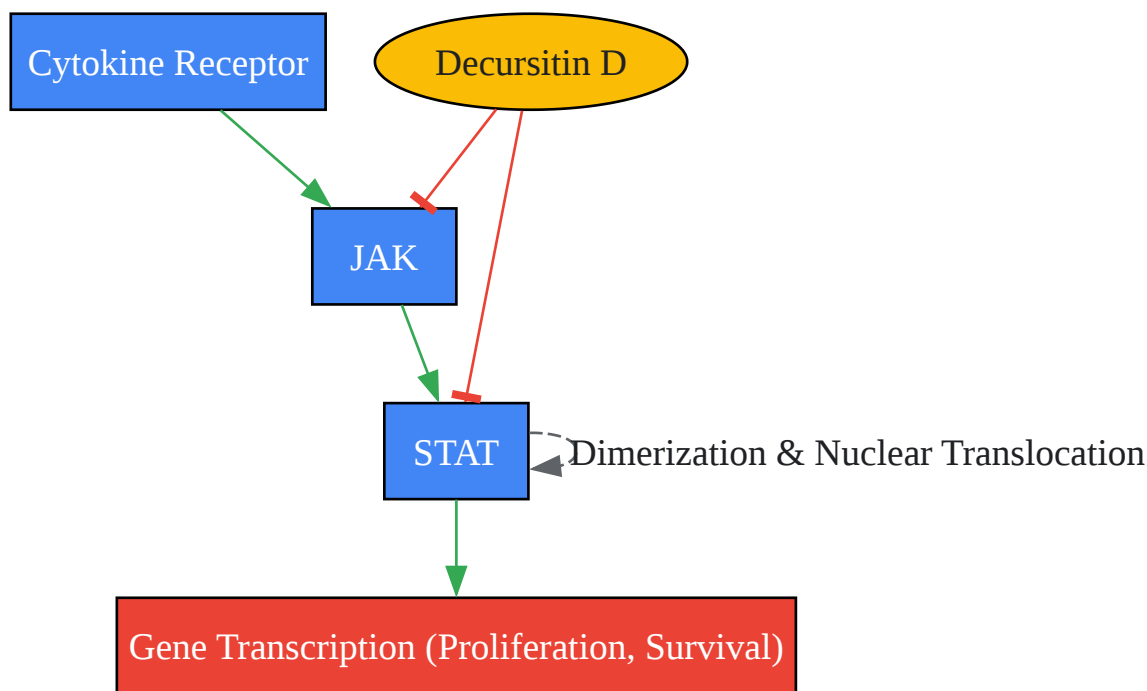 Cytokine Receptor
Decursitin D
JAK
STAT
Dimerization & Nuclear Translocation
Gene Transcription (Proliferation, Survival)